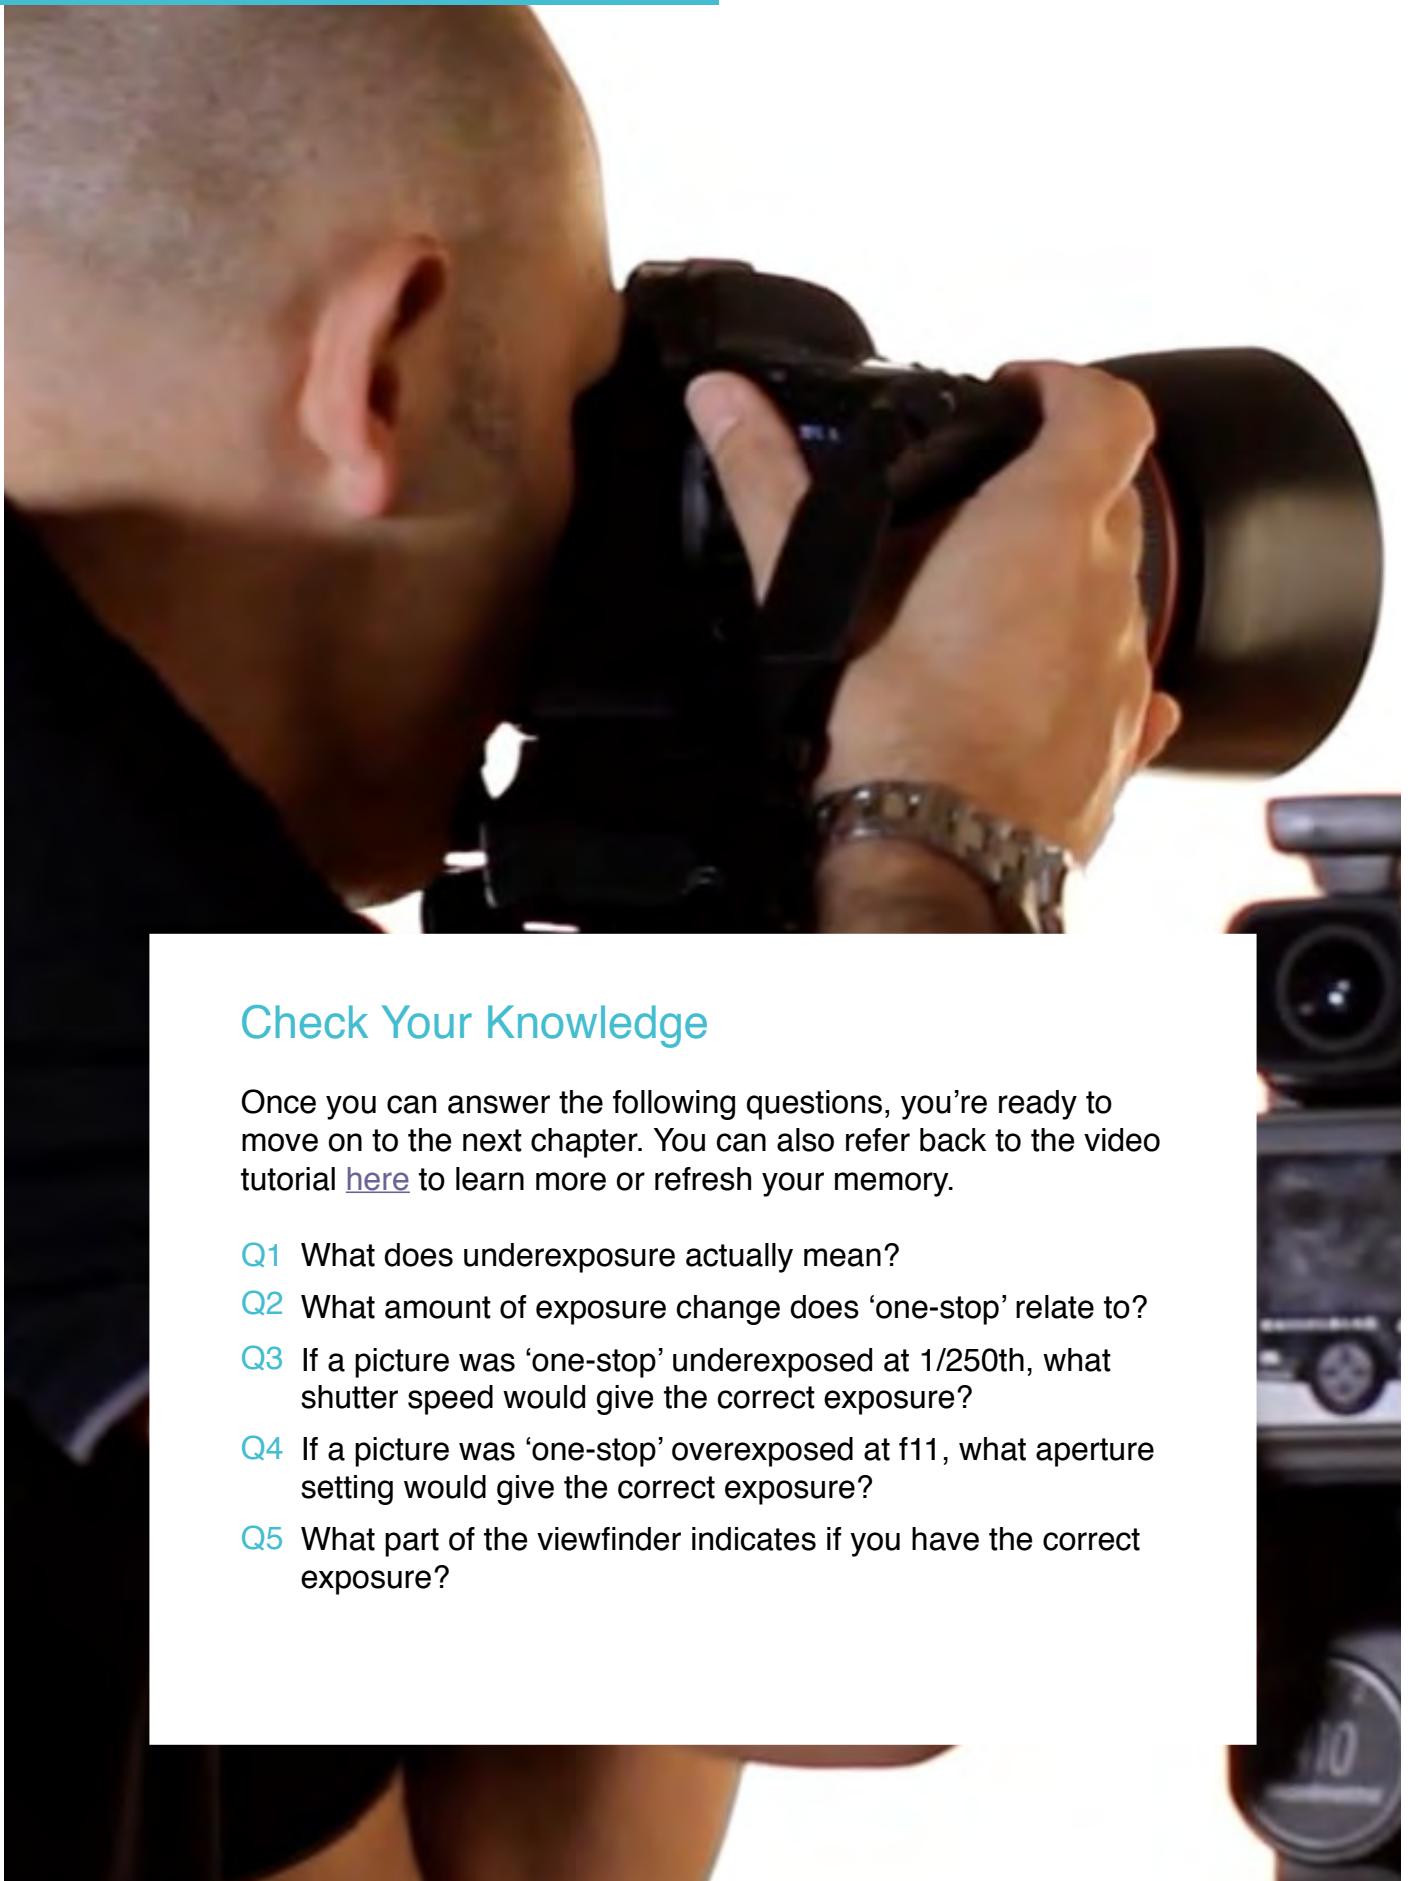 Check Your Knowledge
Once you can answer the following questions, you’re ready to
move on to the next chapter. You can also refer back to the video
tutorial here to learn more or refresh your memory.
Q1 What does underexposure actually mean?
Q2 What amount of exposure change does ‘one-stop’ relate to?
Q3 If a picture was ‘one-stop’ underexposed at 1/250th, what
shutter speed would give the correct exposure?
Q4 If a picture was ‘one-stop’ overexposed at f11, what aperture
setting would give the correct exposure?
Q5 What part of the viewfinder indicates if you have the correct
exposure?
10